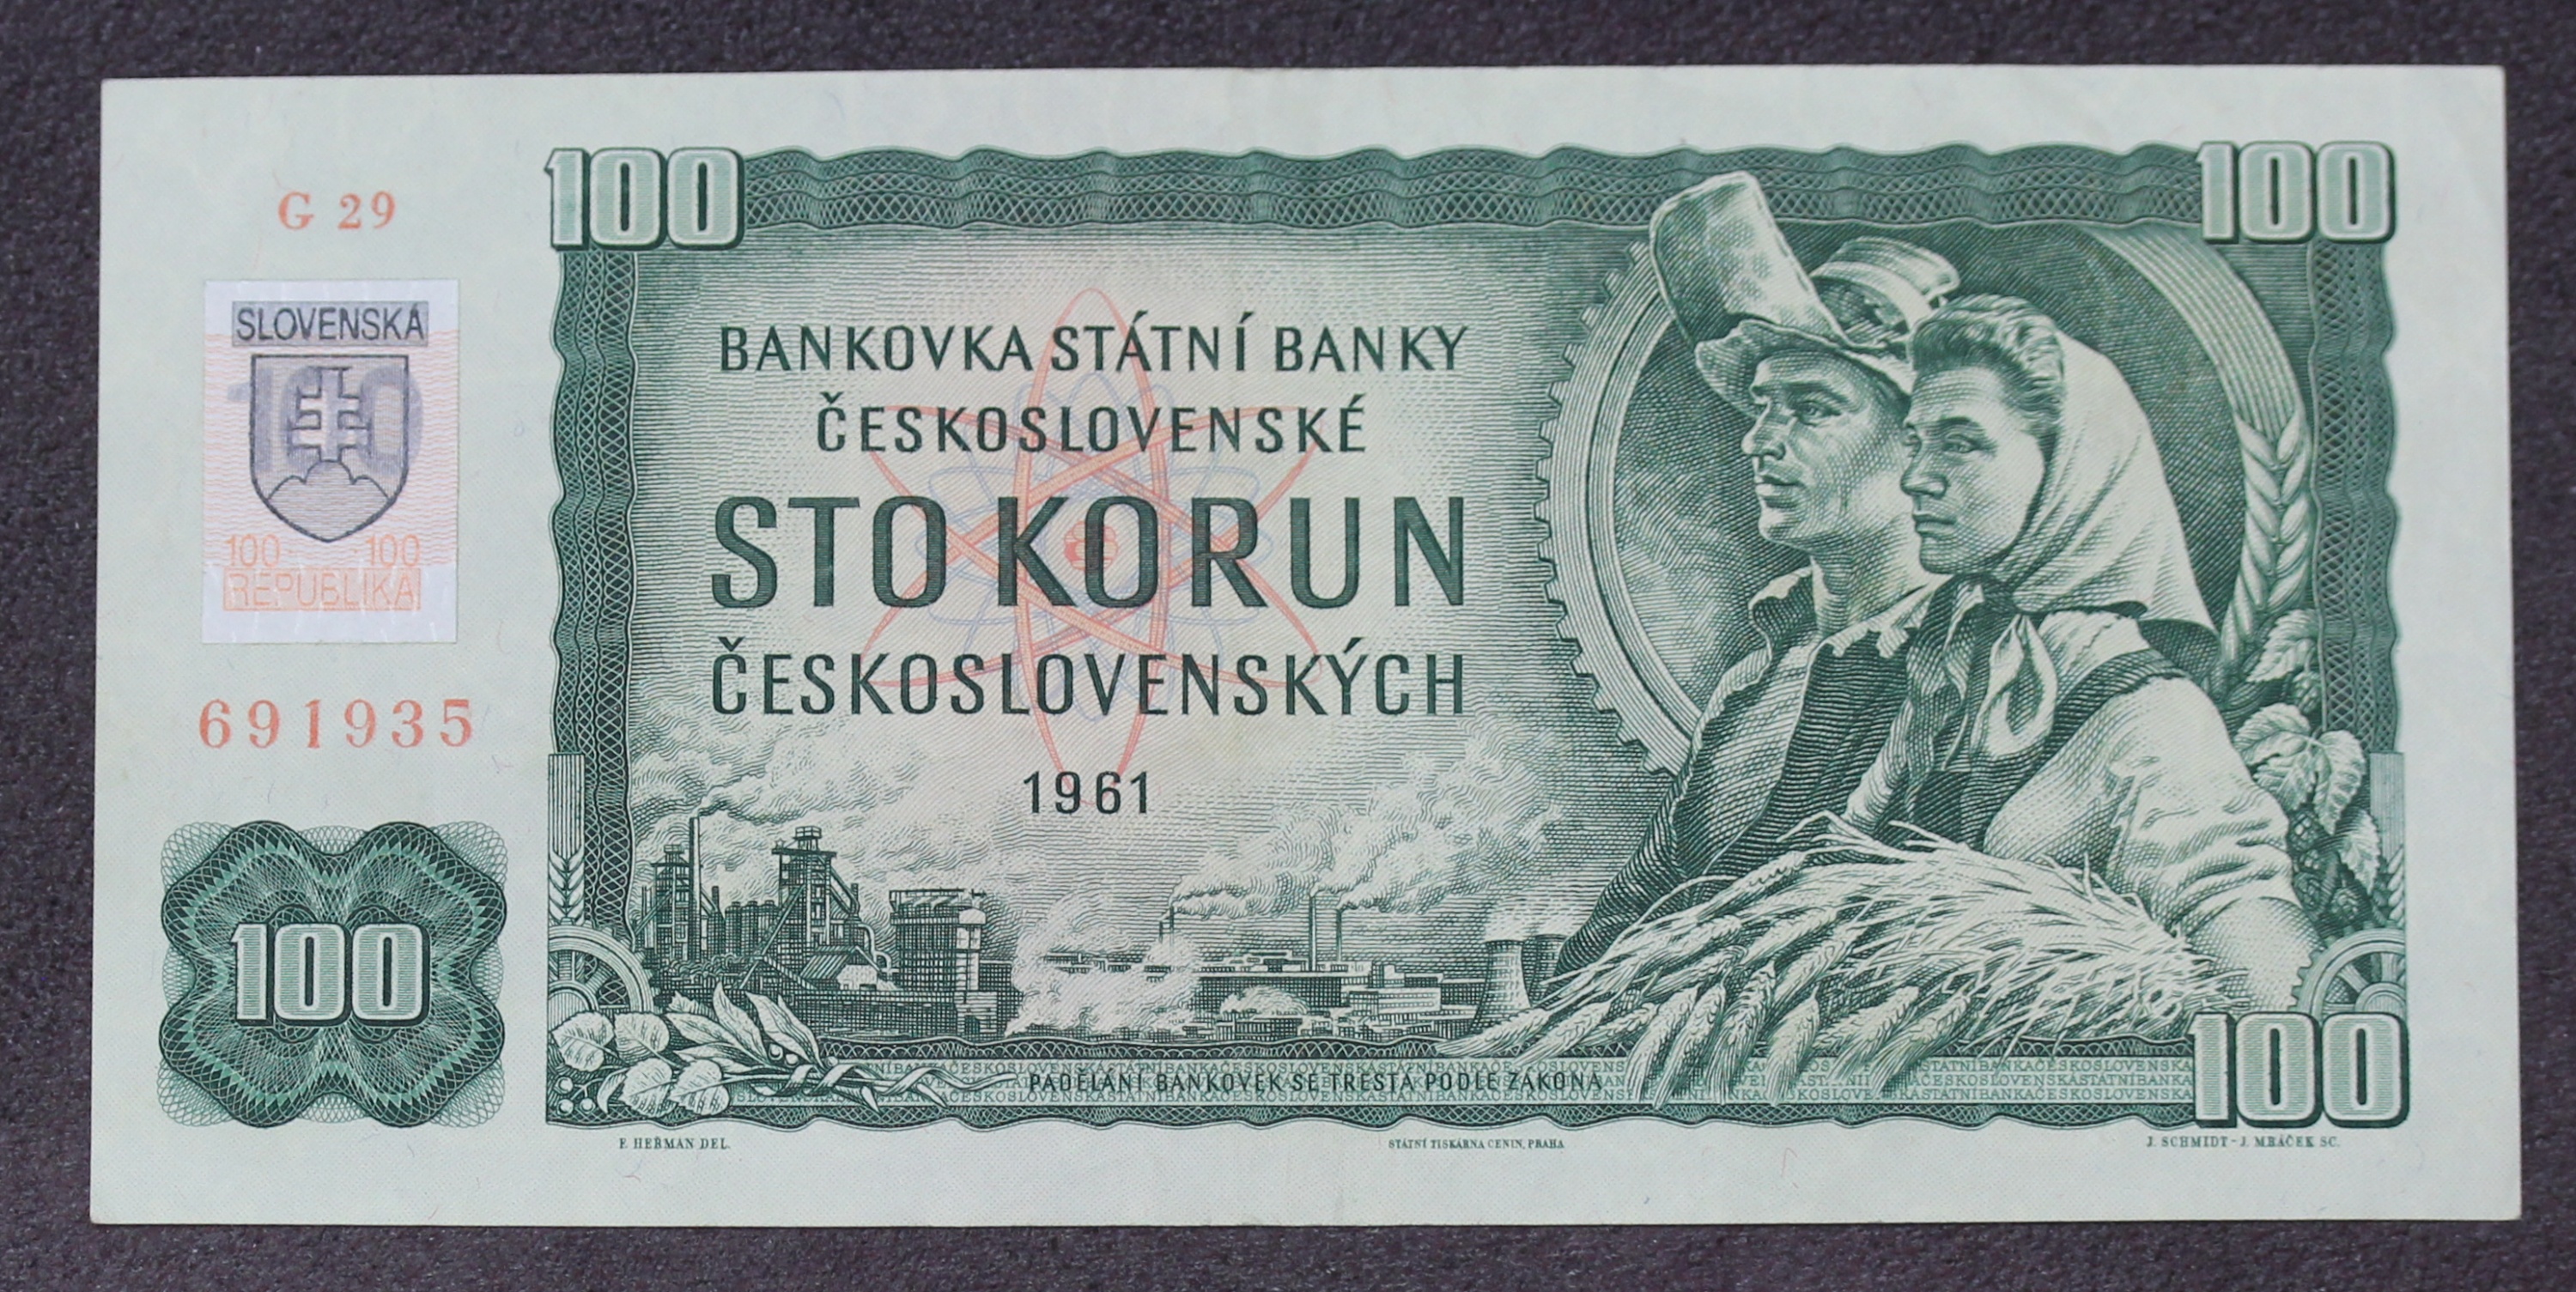 G 29
SLOVENSKÁ
100
100 100
REPUBLIKA
691935
100
100
100
BANKOVKA STÁTNÍ BANKY
ČESKOSLOVENSKÉ
STO KORUN
ČESKOSLOVENSKÝCH
1961
PADĚLÁNÍ BANKOVEK SE TRESTÁ PODLE ZÁKONA
100
F. HEŘMAN DEL.
STÁTNÍ TISKÁRNA CENIN, PRAHA
J. SCHMIDT - J. MRÁČEK SC.